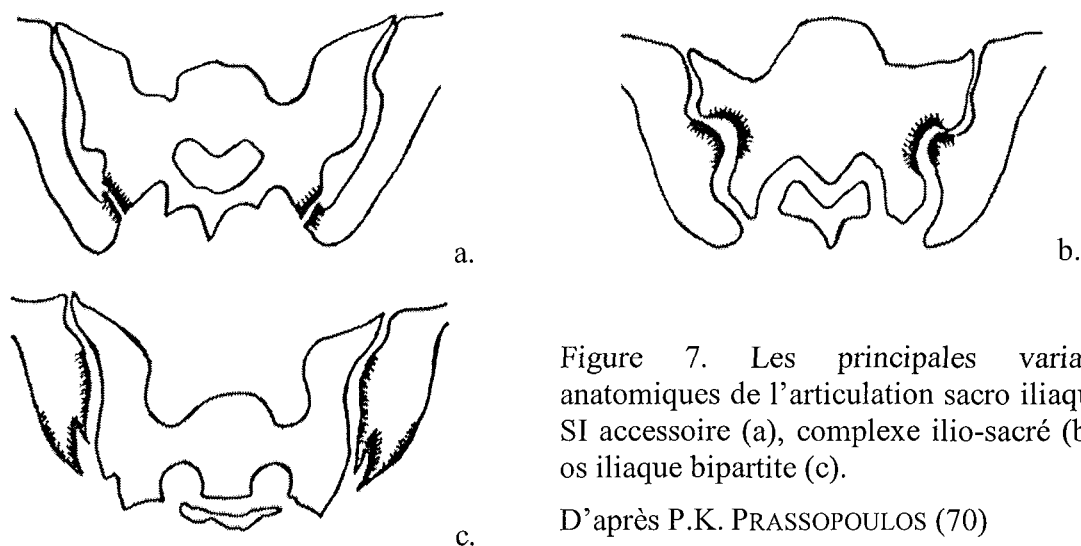 a.
b.
c.
Figure 7. Les principales varia
anatomiques de l'articulation sacro iliaqu
SI accessoire (a), complexe ilio-sacré (b
os iliaque bipartite (c).
D'après P.K. PRASSOPOULOS (70)